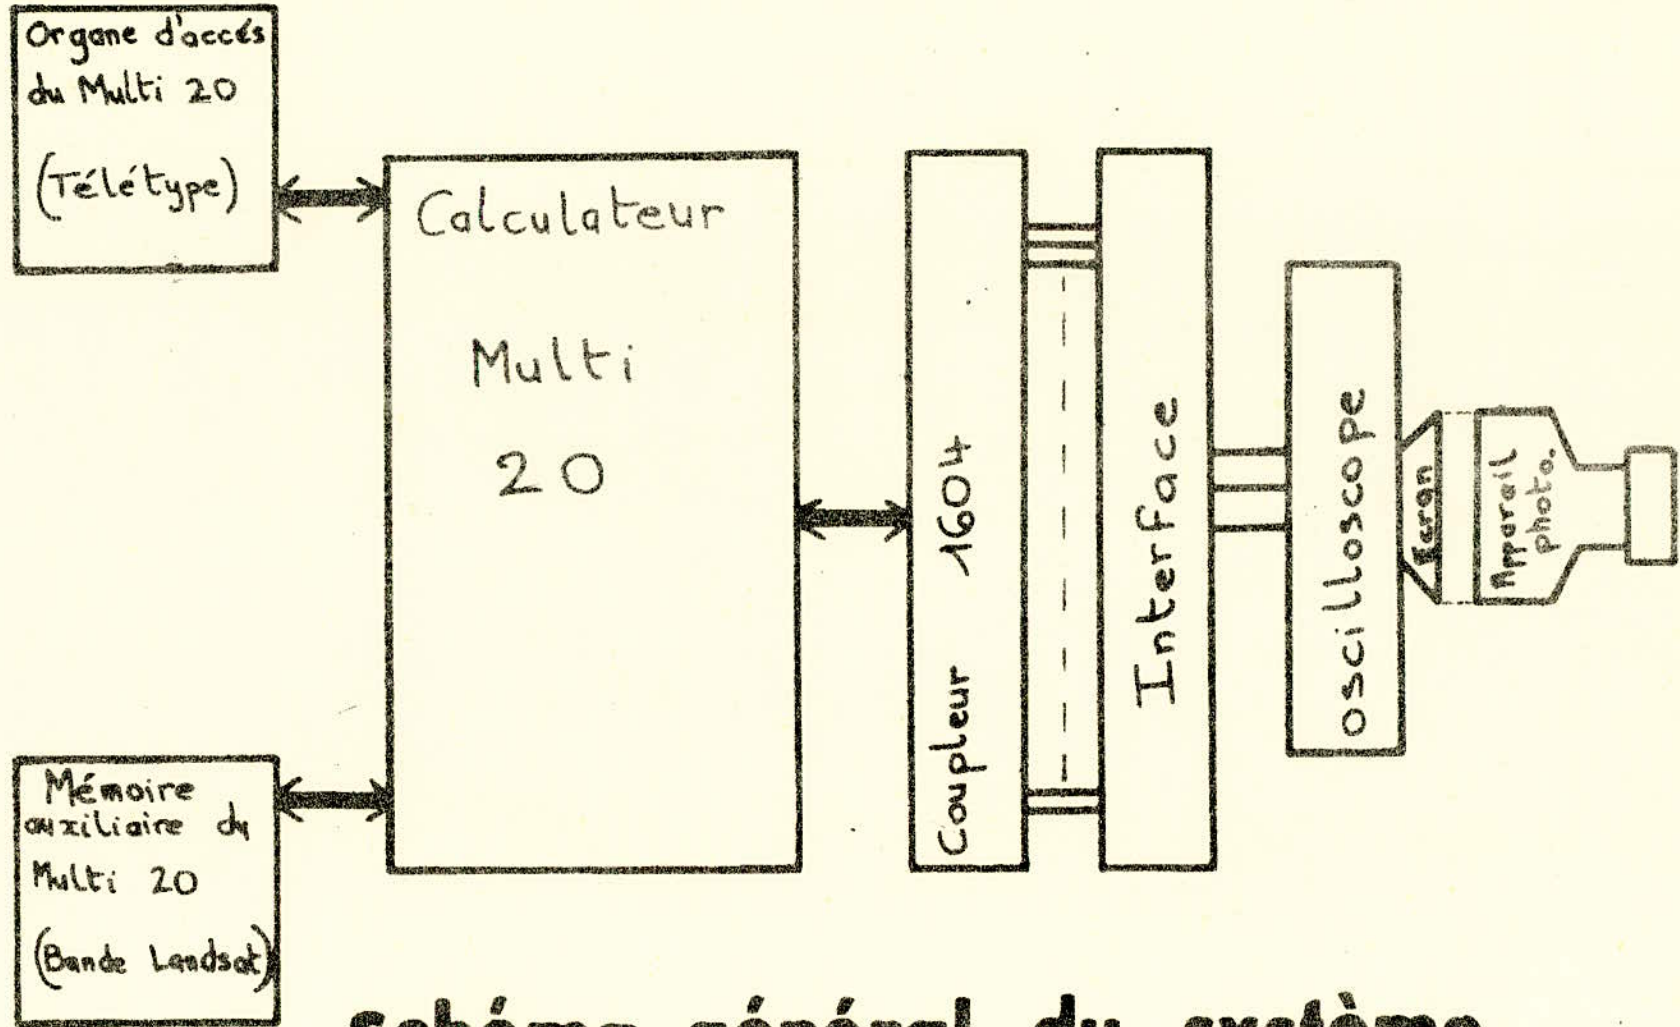 Organe d'accés
du Multi 20
(Télétype)
Calculateur
Multi
20
Mémoire
auxiliaire du
Multi 20
(Bande Landsat)
Coupleur 1604
Interface
oscilloscope
Ecran
Appareil
photo.
Schéma général du système